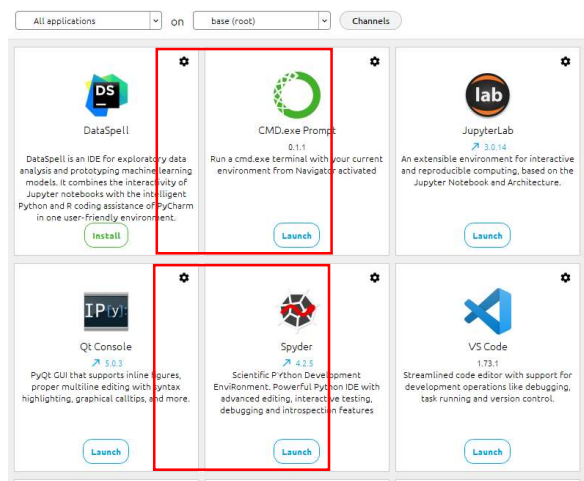 All applications on base (root) Channels
DS
DataSpell
DataSpell is an IDE for exploratory data
analysis and prototyping machine learning
models. It combines the interactivity of
Jupyter notebooks with the intelligent
Python and R coding assistance of PyCharm
in one user-friendly environment.
Install
CMD.exe Prompt
0.1.1
Run a cmd.exe terminal with your current
environment from Navigator activated
Launch
lab
JupyterLab
3.0.14
An extensible environment for interactive
and reproducible computing, based on the
Jupyter Notebook and Architecture.
Launch
IP[y]:
Qt Console
5.0.3
PyQt GUI that supports inline figures,
proper multiline editing with syntax
highlighting, graphical calltips, and more.
Launch
Spyder
4.2.5
Scientific PYthon Development
EnviRonment. Powerful Python IDE with
advanced editing, interactive testing,
debugging and introspection features
Launch
VS Code
1.73.1
Streamlined code editor with support for
development operations like debugging,
task running and version control.
Launch